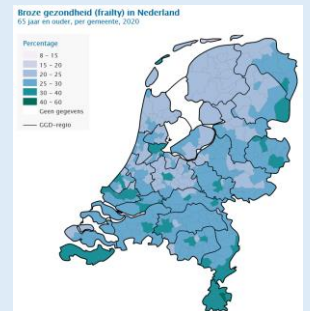 Broze gezondheid (frailty) in Nederland
65 jaar en ouder, per gemeente, 2020
Percentage
8 - 15
15 - 20
20 - 25
25 - 30
30 - 40
40 - 60
Geen gegevens
GGD-regio